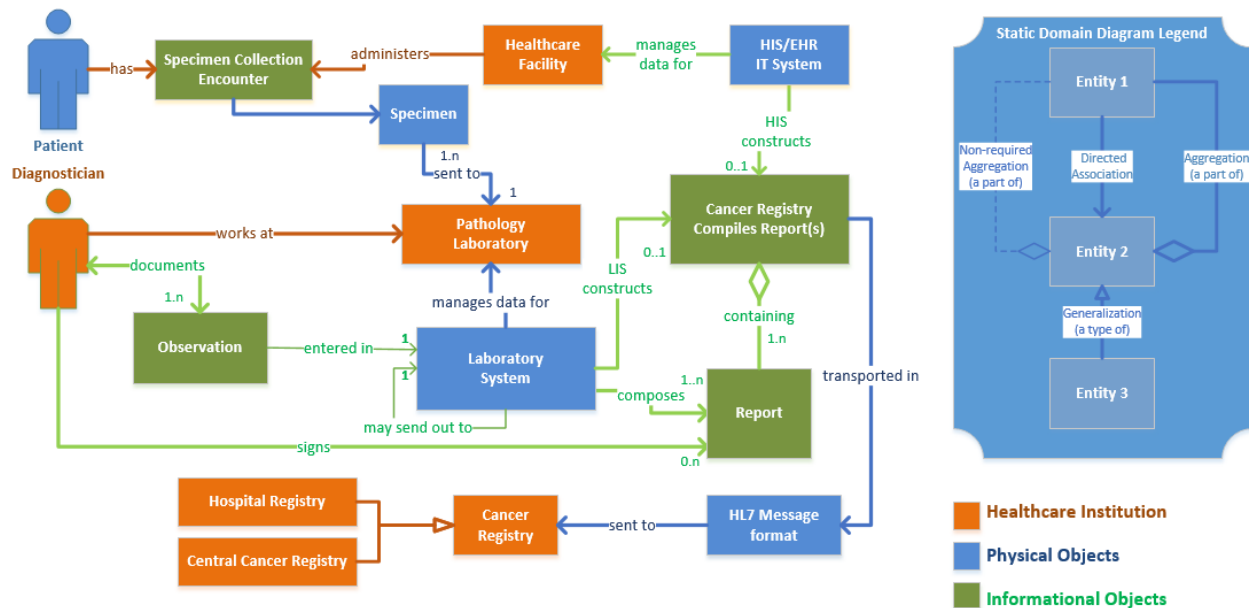 Patient
has
Specimen Collection
Encounter
administers
Healthcare
Facility
manages
data for
HIS/EHR
IT System
Specimen
1.n
sent to
1
HIS
constructs
0..1
Diagnostician
works at
Pathology
Laboratory
Cancer Registry
Compiles Report(s)
0..1
documents
1.n
Observation
entered in
1
1
manages data for
Laboratory
System
LIS
constructs
containing
1.n
transported in
may send out to
composes
1..n
Report
signs
0.n
Hospital Registry
Central Cancer Registry
Cancer
Registry
sent to
HL7 Message
format
Static Domain Diagram Legend
Entity 1
Non-required
Aggregation
(a part of)
Directed
Association
Aggregation
(a part of)
Entity 2
Generalization
(a type of)
Entity 3
Healthcare Institution
Physical Objects
Informational Objects